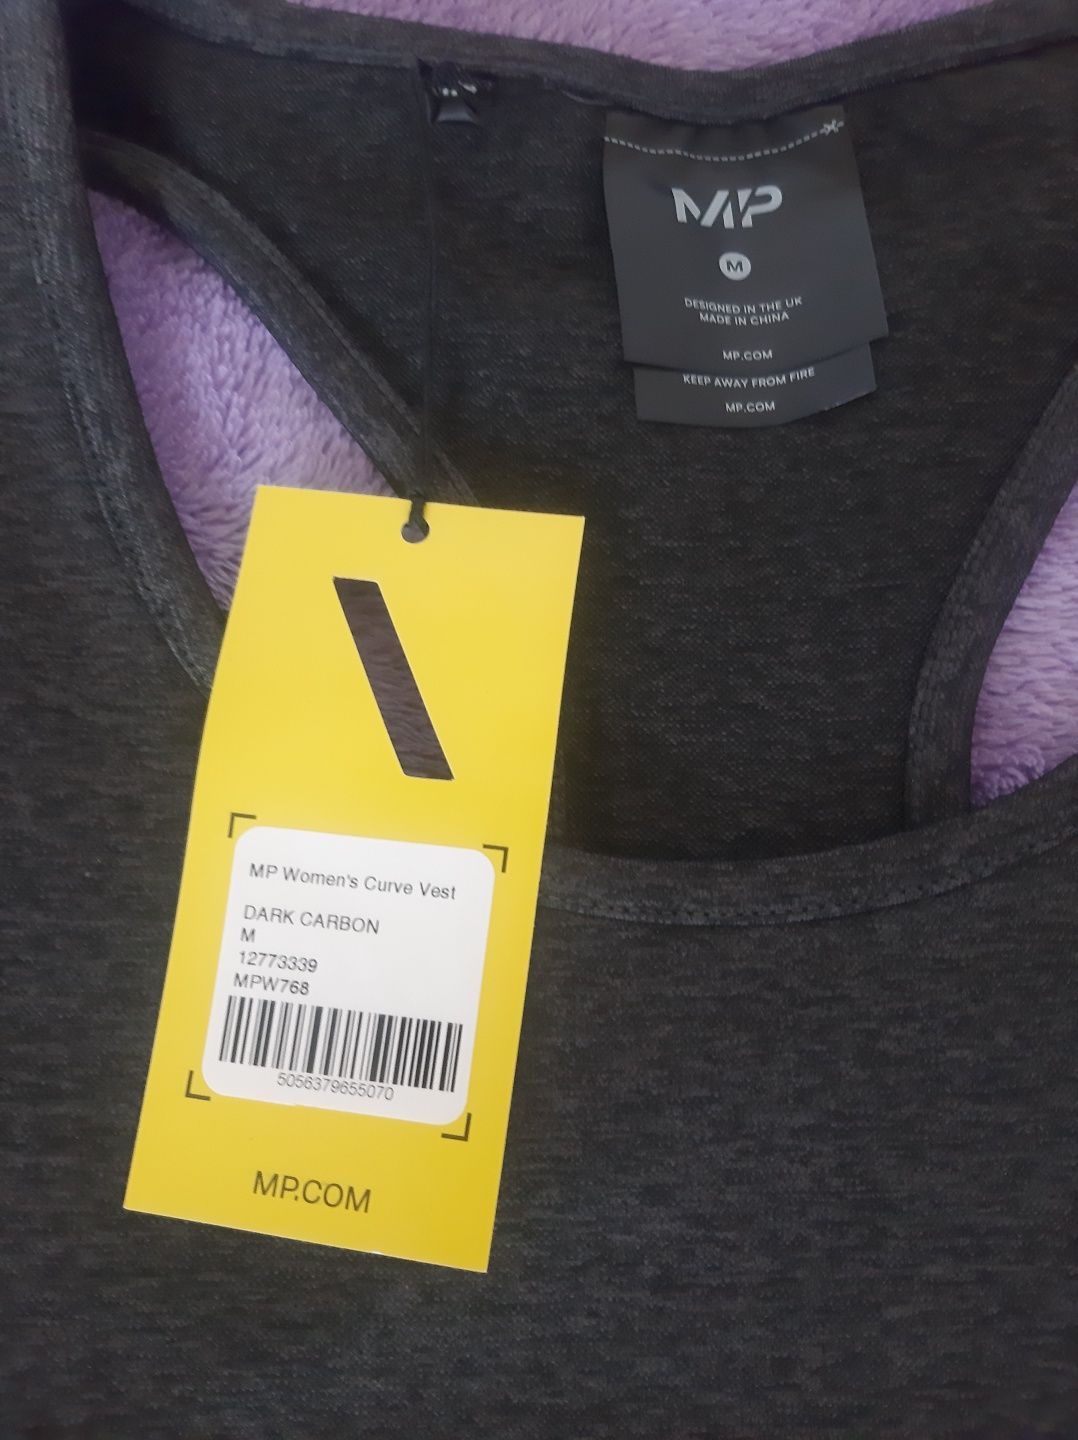 MP
M
DESIGNED IN THE UK
MADE IN CHINA
MP.COM
KEEP AWAY FROM FIRE
MP.COM
MP Women's Curve Vest
DARK CARBON
M
12773339
MPW768
5056379655070
MP.COM